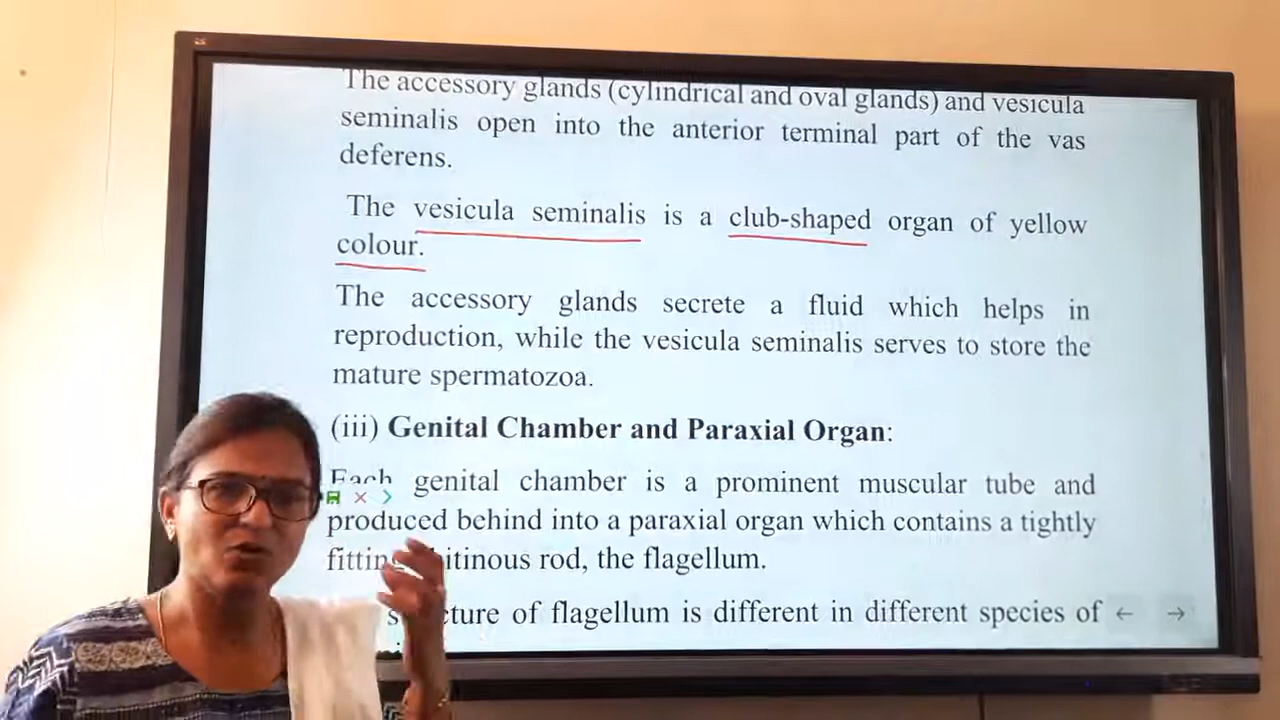 The accessory glands (cylindrical and oval glands) and vesicula
seminalis open into the anterior terminal part of the vas
deferens.
The vesicula seminalis is a club-shaped organ of yellow
colour.
The accessory glands secrete a fluid which helps in
reproduction, while the vesicula seminalis serves to store the
mature spermatozoa.
(iii) Genital Chamber and Paraxial Organ:
Each genital chamber is a prominent muscular tube and
produced behind into a paraxial organ which contains a tightly
rod, the flagellum.
of flagellum is different in different species of